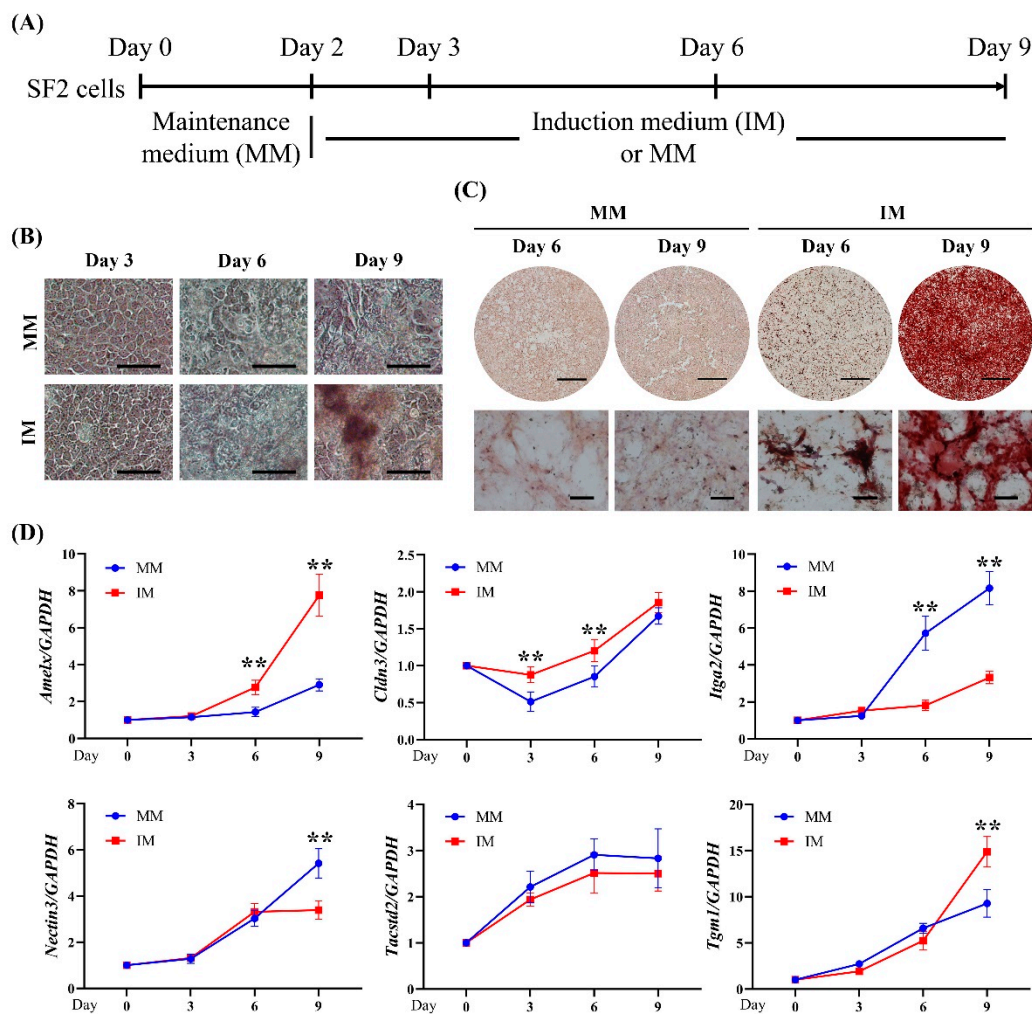 (A)
Day 0 Day 2 Day 3 Day 6 Day 9
SF2 cells
Maintenance
medium (MM)
Induction medium (IM)
or MM
(B)
Day 3 Day 6 Day 9
MM
IM
(C)
MM IM
Day 6 Day 9 Day 6 Day 9
(D)
Amelx/GAPDH
10
8
6
4
2
0
MM
IM
**
**
Day 0 3 6 9
Cldn3/GAPDH
2.5
2.0
1.5
1.0
0.5
0.0
MM
IM
**
**
Day 0 3 6 9
Itga2/GAPDH
10
8
6
4
2
0
MM
IM
**
**
Day 0 3 6 9
Nectin3/GAPDH
8
6
4
2
0
MM
IM
**
Day 0 3 6 9
Tacstd2/GAPDH
4
3
2
1
0
MM
IM
Day 0 3 6 9
Tgm1/GAPDH
20
15
10
5
0
MM
IM
**
Day 0 3 6 9